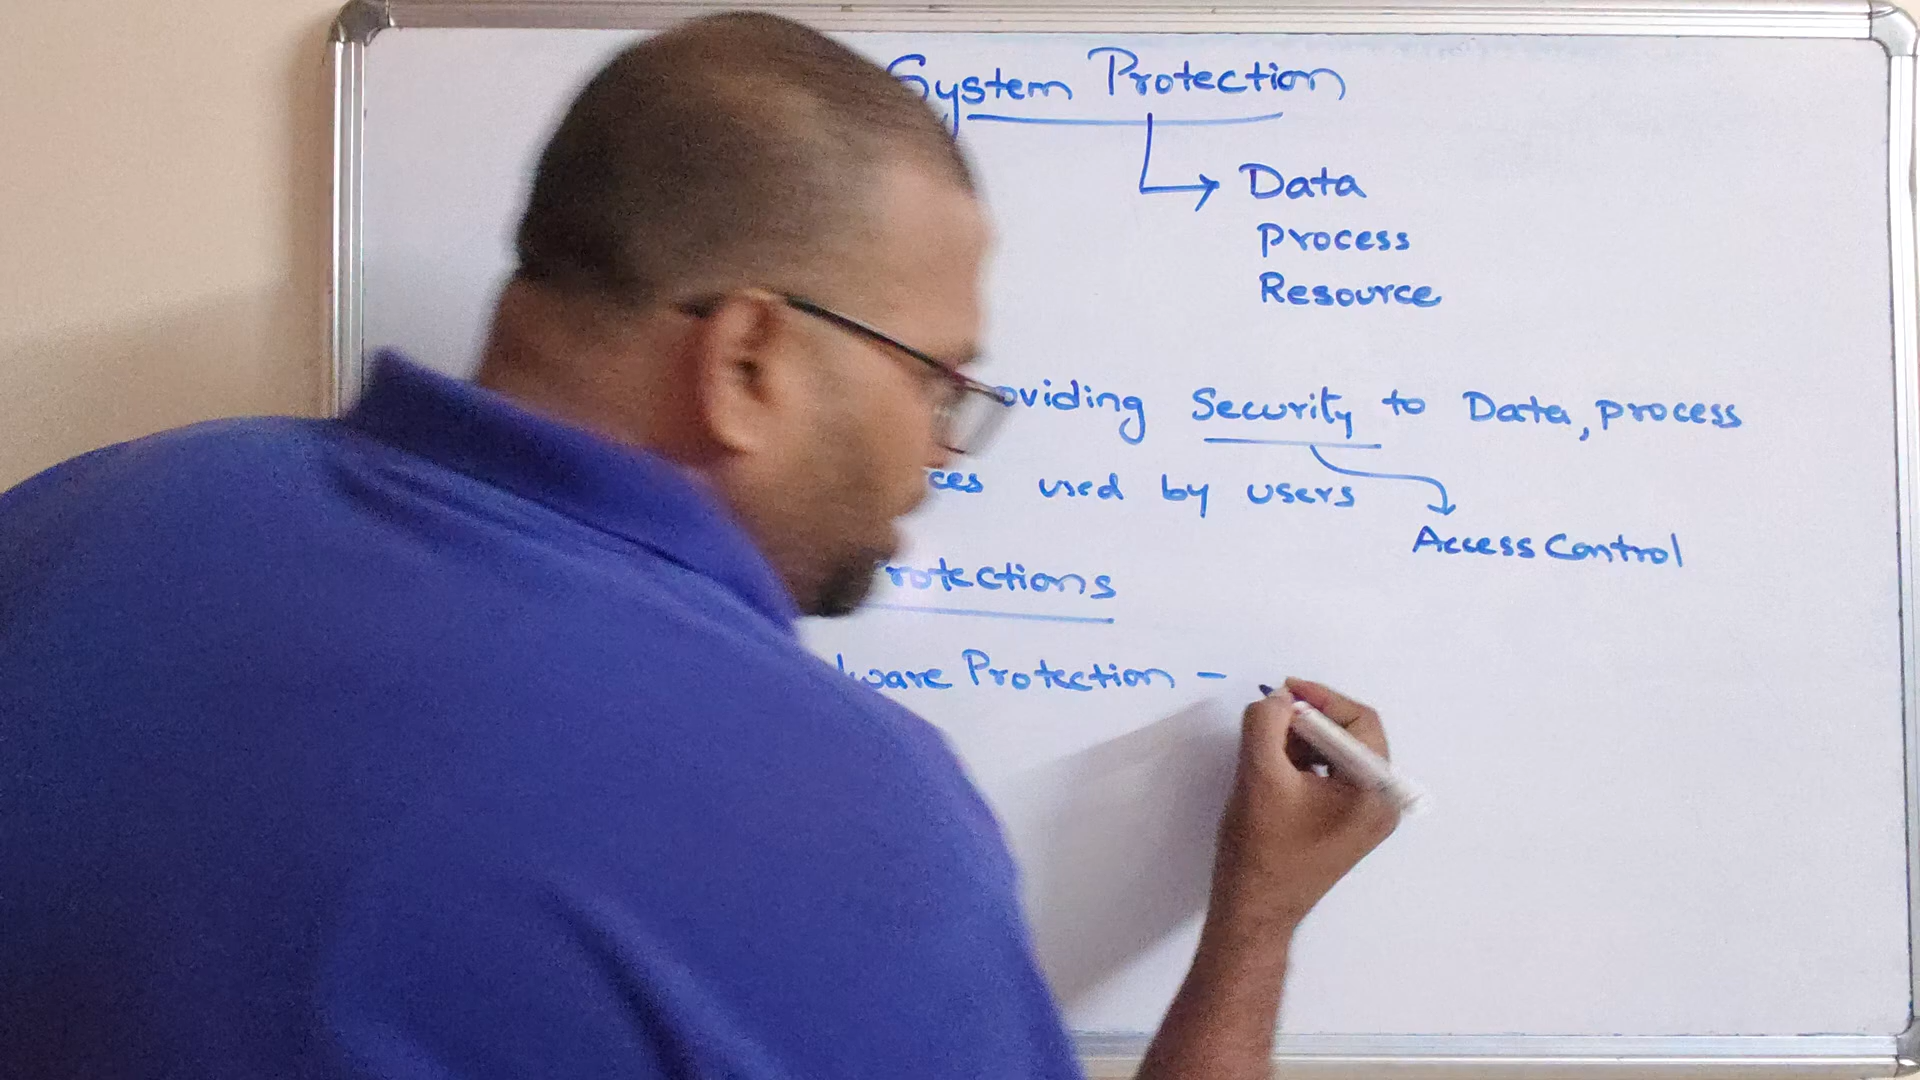 System Protection
Data
Process
Resource
oviding Security to Data, process
ces used by users
Access Control
rotections
ware Protection -